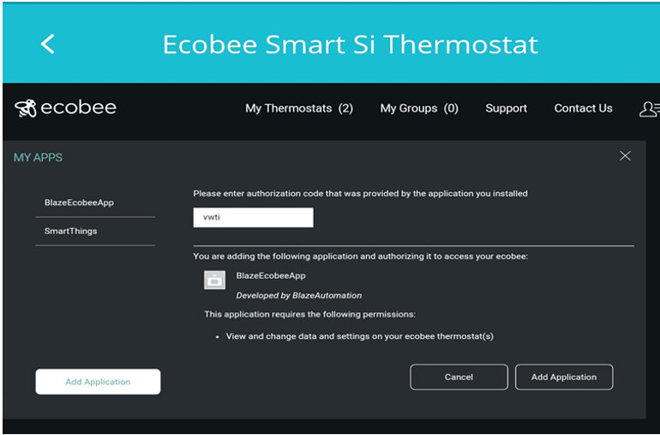 Ecobee Smart Si Thermostat
ecobee My Thermostats (2) My Groups (0) Support Contact Us
MY APPS
Please enter authorization code that was provided by the application you installed
BlazeEcobeeApp
vwti
SmartThings
You are adding the following application and authorizing it to access your ecobee:
BlazeEcobeeApp
Developed by BlazeAutomation
This application requires the following permissions:
• View and change data and settings on your ecobee thermostat(s)
Add Application Cancel Add Application